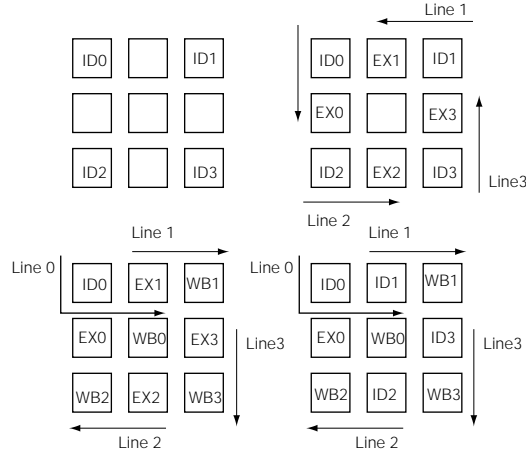 Line 1
ID0 ID1
ID0 EX1 ID1
EX0 EX3
ID2 ID3
ID2 EX2 ID3
Line3
Line 2
Line 1
Line 1
Line 0
Line 0
ID0 EX1 WB1
ID0 ID1 WB1
EX0 WB0 EX3
Line3
EX0 WB0 ID3
Line3
WB2 EX2 WB3
WB2 ID2 WB3
Line 2
Line 2